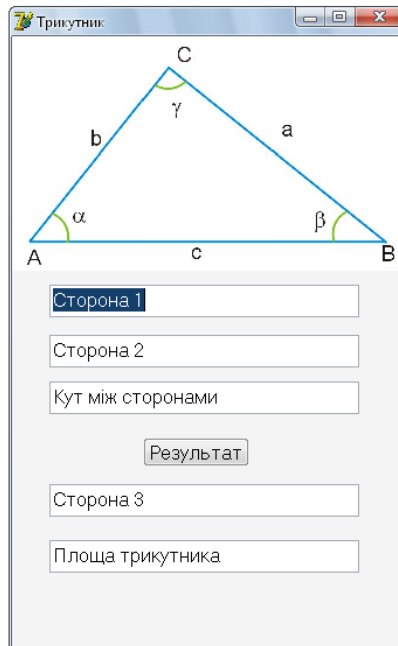 Трикутник
C
γ
b
a
α
β
A
c
B
Сторона 1
Сторона 2
Кут між сторонами
Результат
Сторона 3
Площа трикутника